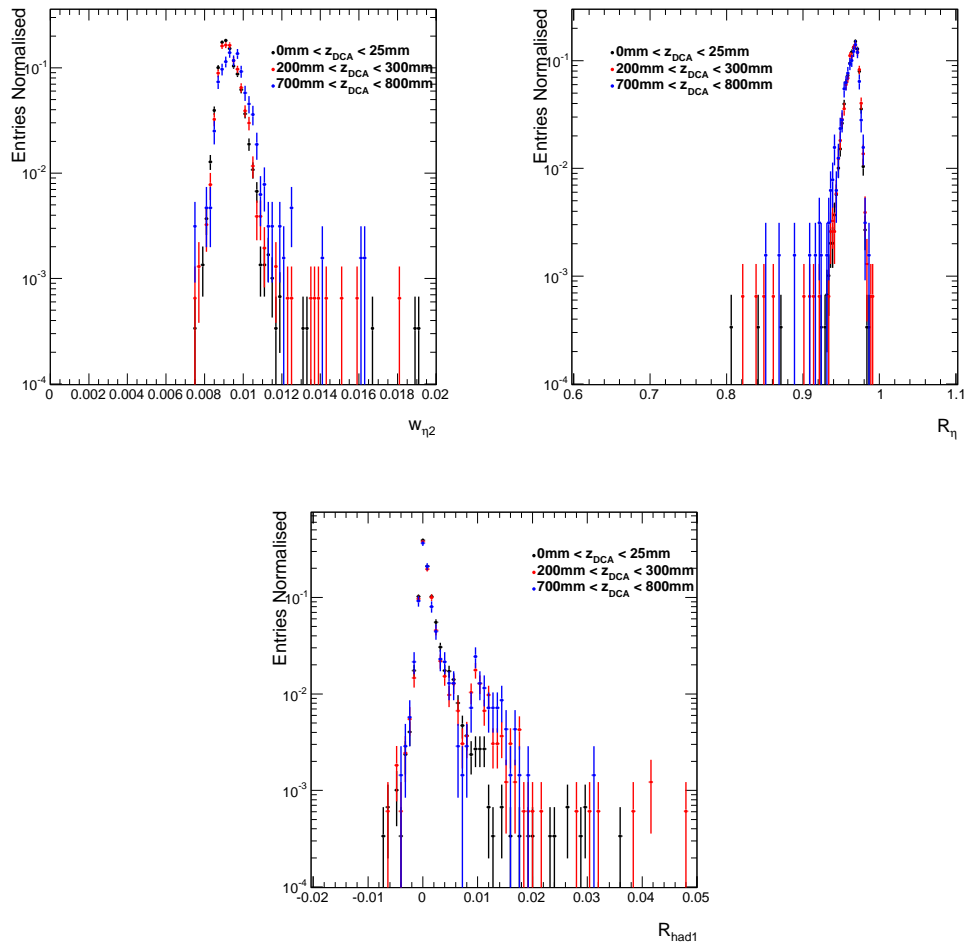 Entries Normalised
10⁻¹
10⁻²
10⁻³
10⁻⁴
0mm < z_DCA < 25mm
200mm < z_DCA < 300mm
700mm < z_DCA < 800mm
0 0.002 0.004 0.006 0.008 0.01 0.012 0.014 0.016 0.018 0.02
w_η2
Entries Normalised
10⁻¹
10⁻²
10⁻³
10⁻⁴
0mm < z_DCA < 25mm
200mm < z_DCA < 300mm
700mm < z_DCA < 800mm
0.6 0.7 0.8 0.9 1 1.1
R_η
Entries Normalised
10⁻¹
10⁻²
10⁻³
10⁻⁴
0mm < z_DCA < 25mm
200mm < z_DCA < 300mm
700mm < z_DCA < 800mm
-0.02 -0.01 0 0.01 0.02 0.03 0.04 0.05
R_had1